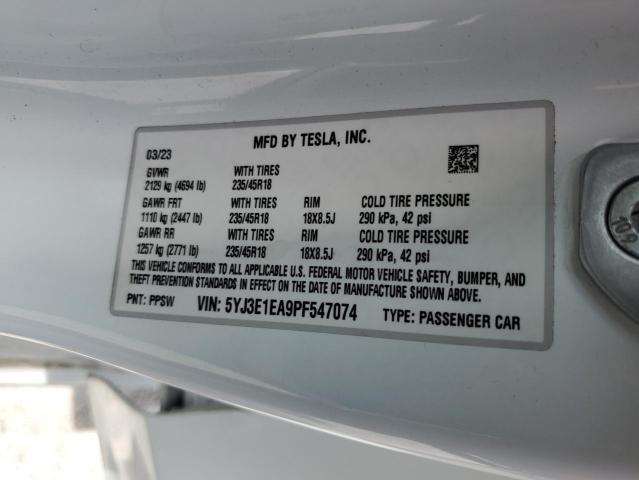 MFD BY TESLA, INC.
03/23
GVWR WITH TIRES
2129 kg (4694 lb) 235/45R18
GAWR FRT WITH TIRES RIM COLD TIRE PRESSURE
1110 kg (2447 lb) 235/45R18 18X8.5J 290 kPa, 42 psi
GAWR RR WITH TIRES RIM COLD TIRE PRESSURE
1257 kg (2771 lb) 235/45R18 18X8.5J 290 kPa, 42 psi
THIS VEHICLE CONFORMS TO ALL APPLICABLE U.S. FEDERAL MOTOR VEHICLE SAFETY, BUMPER, AND
THEFT PREVENTION STANDARDS IN EFFECT ON THE DATE OF MANUFACTURE SHOWN ABOVE.
PNT: PPSW VIN: 5YJ3E1EA9PF547074 TYPE: PASSENGER CAR
109